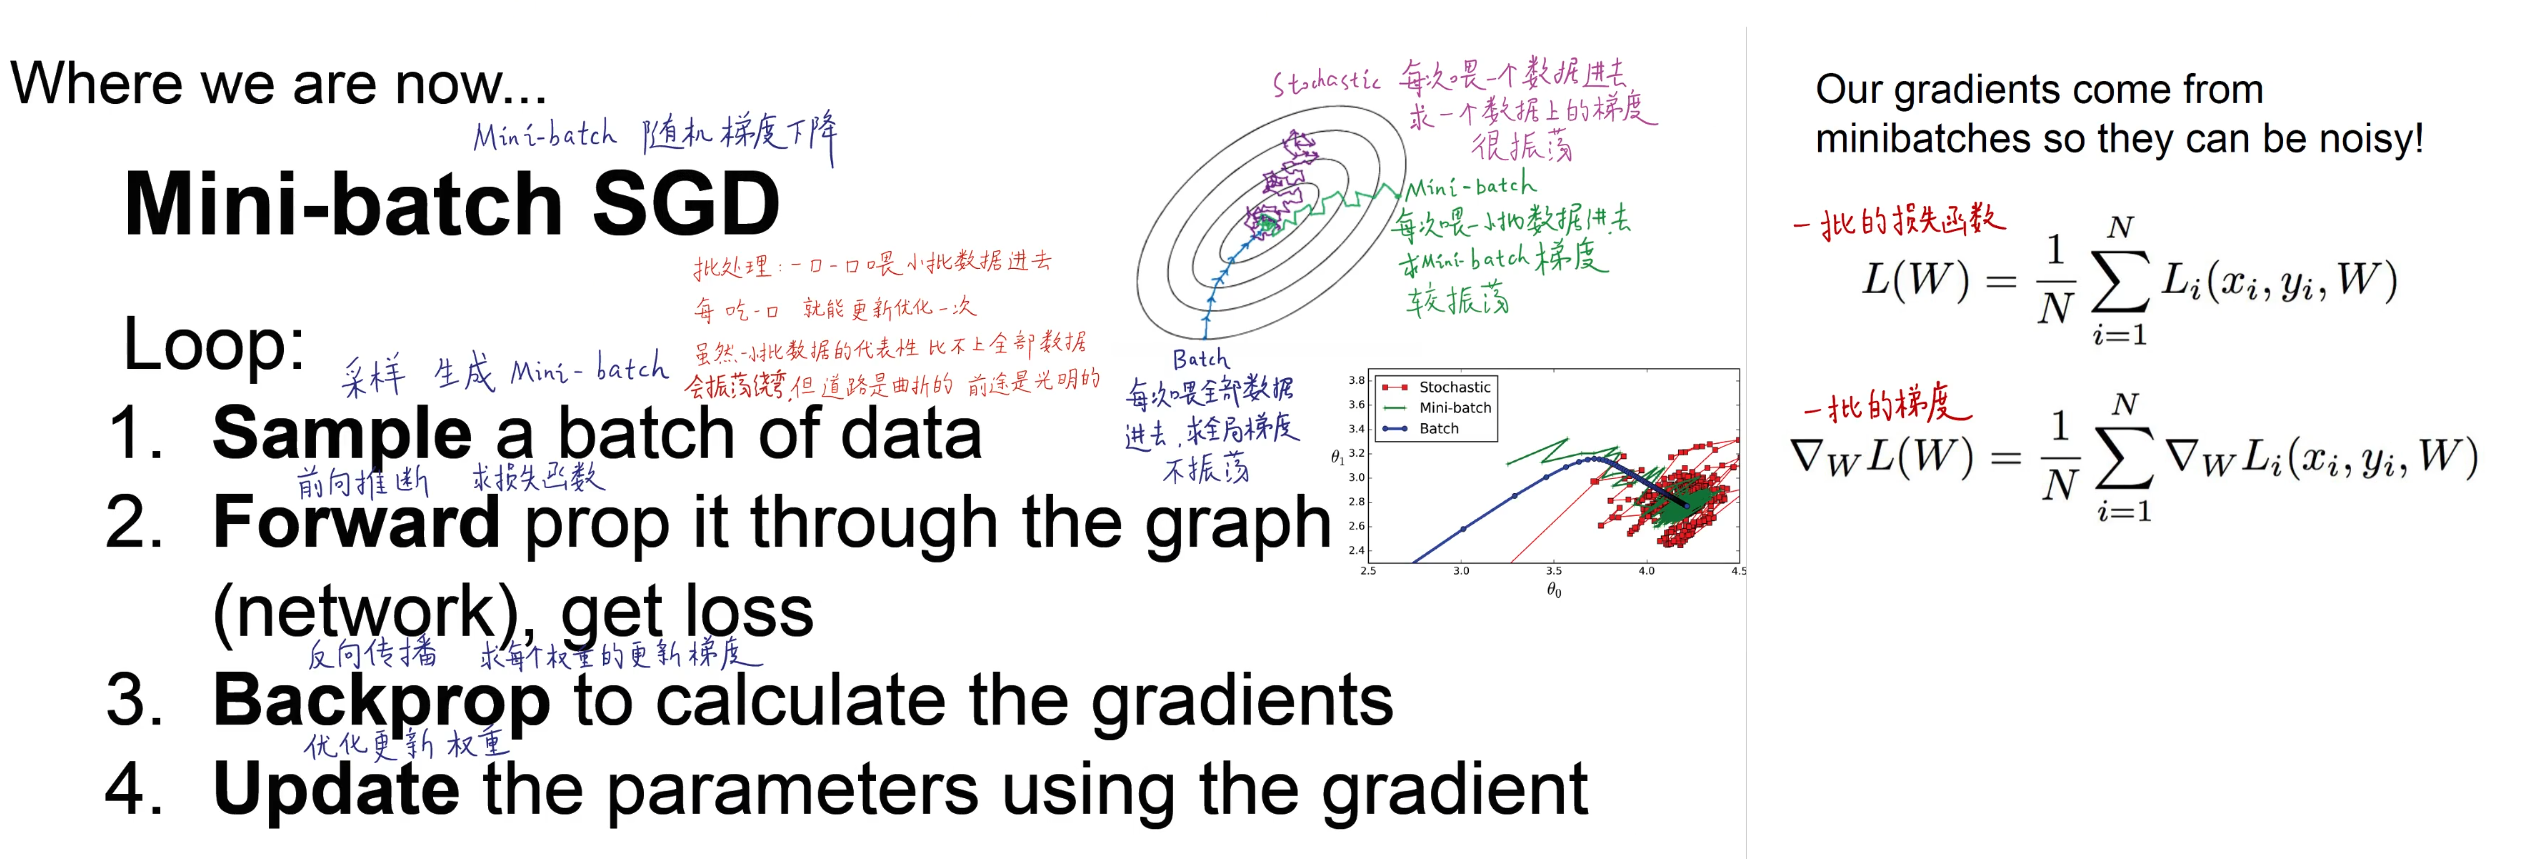 Where we are now...
Mini-batch 随机梯度下降
Mini-batch SGD
批处理:一口一口喂小批数据进去
每吃一口 就能更新优化一次
虽然小批数据的代表性比不上全部数据
会振荡绕弯,但道路是曲折的 前途是光明的
Loop:
采样 生成 Mini-batch
1. Sample a batch of data
前向推断 求损失函数
2. Forward prop it through the graph
(network), get loss
反向传播 求每个权重的更新梯度
3. Backprop to calculate the gradients
优化更新权重
4. Update the parameters using the gradient
Stochastic 每次喂一个数据进去
求一个数据上的梯度
很振荡
Mini-batch
每次喂一小批数据进去
求Mini-batch梯度
较振荡
Batch
每次喂全部数据
进去,求全局梯度
不振荡
Stochastic
Mini-batch
Batch
3.8
3.6
3.4
3.2
3.0
2.8
2.6
2.4
θ₁
2.5 3.0 3.5 4.0 4.5
θ₀
Our gradients come from
minibatches so they can be noisy!
一批的损失函数
L(W) = \frac{1}{N} \sum_{i=1}^{N} L_i(x_i, y_i, W)
一批的梯度
∇_W L(W) = \frac{1}{N} \sum_{i=1}^{N} ∇_W L_i(x_i, y_i, W)